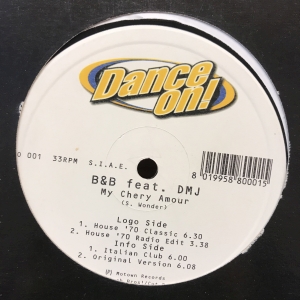 Dance
on!
o 001 33RPM S.I.A.E.
8 019958 800015
B&B feat. DMJ
My Chery Amour
(S. Wonder)
Logo Side
1. House '70 Classic 6.30
2. House '70 Radio Edit 3.38
Info Side
1. Italian Club 6.00
2. Original Version 6.08
(P) Motown Records